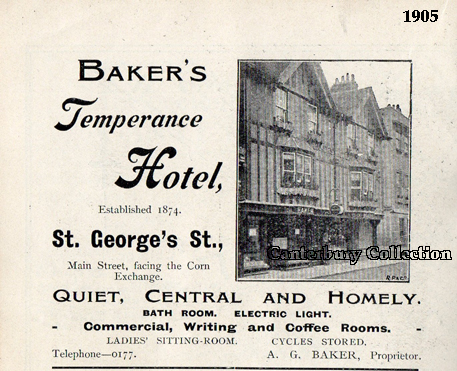 1905
BAKER'S
Temperance
Hotel,
Established 1874.
St. George's St.,
Main Street, facing the Corn
Exchange.
Canterbury Collection
QUIET, CENTRAL AND HOMELY.
BATH ROOM. ELECTRIC LIGHT.
- Commercial, Writing and Coffee Rooms. -
LADIES' SITTING-ROOM. CYCLES STORED.
Telephone—0177. A. G. BAKER, Proprietor.